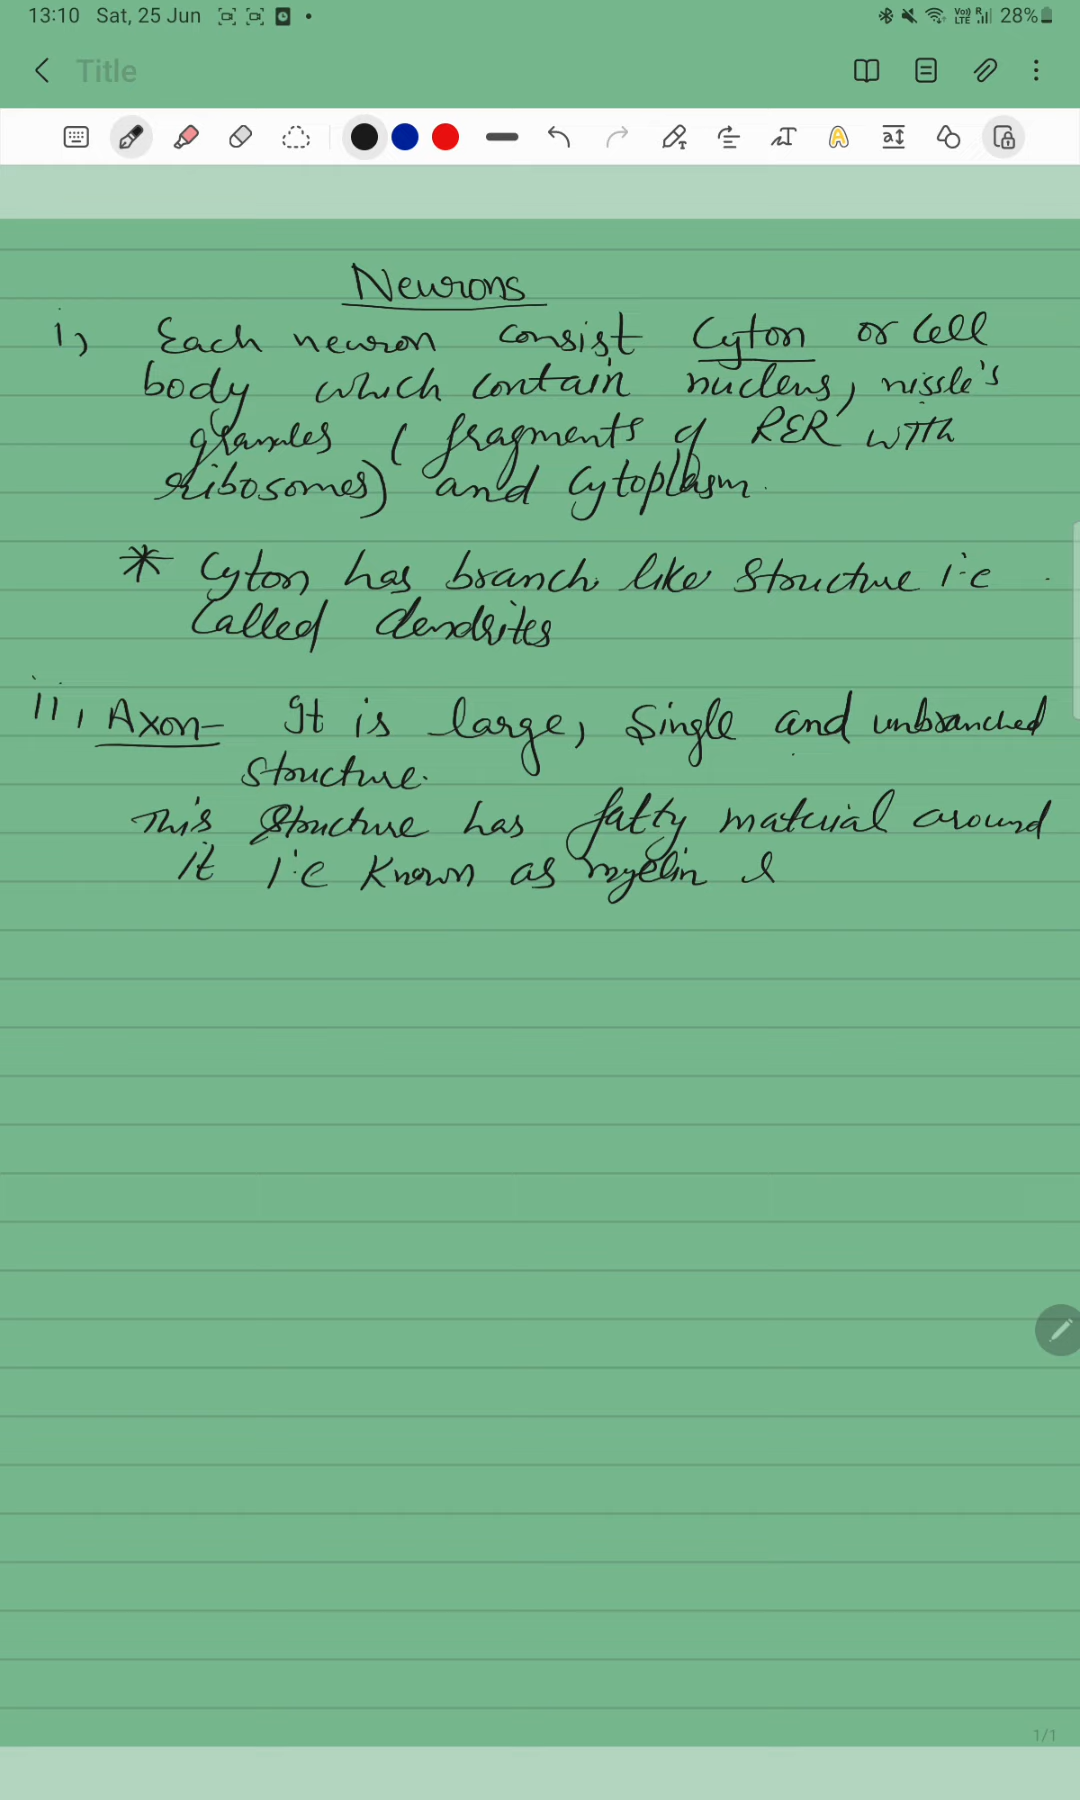 13:10 Sat, 25 Jun
28%
Title
Neurons
i) Each neuron consist Cyton or Cell
body which contain nucleus, nissle's
granules ( fragments of RER with
ribosomes) and Cytoplasm.
* Cyton has branch like structure i.e
Called dendrites
ii, Axon- It is large, Single and unbranched
Structure.
This Structure has fatty material around
it i.e known as myelin s
1/1